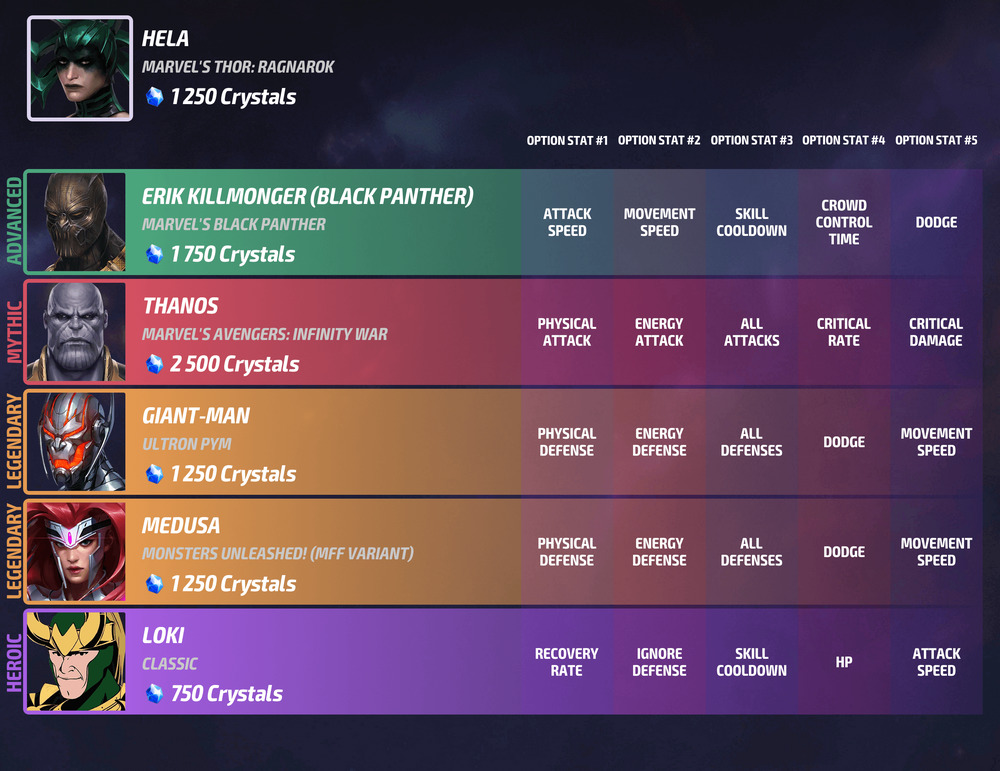 HELA
MARVEL'S THOR: RAGNAROK
1 250 Crystals
OPTION STAT #1 OPTION STAT #2 OPTION STAT #3 OPTION STAT #4 OPTION STAT #5
ADVANCED
ERIK KILLMONGER (BLACK PANTHER)
MARVEL'S BLACK PANTHER
1 750 Crystals
ATTACK
SPEED
MOVEMENT
SPEED
SKILL
COOLDOWN
CROWD
CONTROL
TIME
DODGE
MYTHIC
THANOS
MARVEL'S AVENGERS: INFINITY WAR
2 500 Crystals
PHYSICAL
ATTACK
ENERGY
ATTACK
ALL
ATTACKS
CRITICAL
RATE
CRITICAL
DAMAGE
LEGENDARY
GIANT-MAN
ULTRON PYM
1 250 Crystals
PHYSICAL
DEFENSE
ENERGY
DEFENSE
ALL
DEFENSES
DODGE
MOVEMENT
SPEED
LEGENDARY
MEDUSA
MONSTERS UNLEASHED! (MFF VARIANT)
1 250 Crystals
PHYSICAL
DEFENSE
ENERGY
DEFENSE
ALL
DEFENSES
DODGE
MOVEMENT
SPEED
HEROIC
LOKI
CLASSIC
750 Crystals
RECOVERY
RATE
IGNORE
DEFENSE
SKILL
COOLDOWN
HP
ATTACK
SPEED